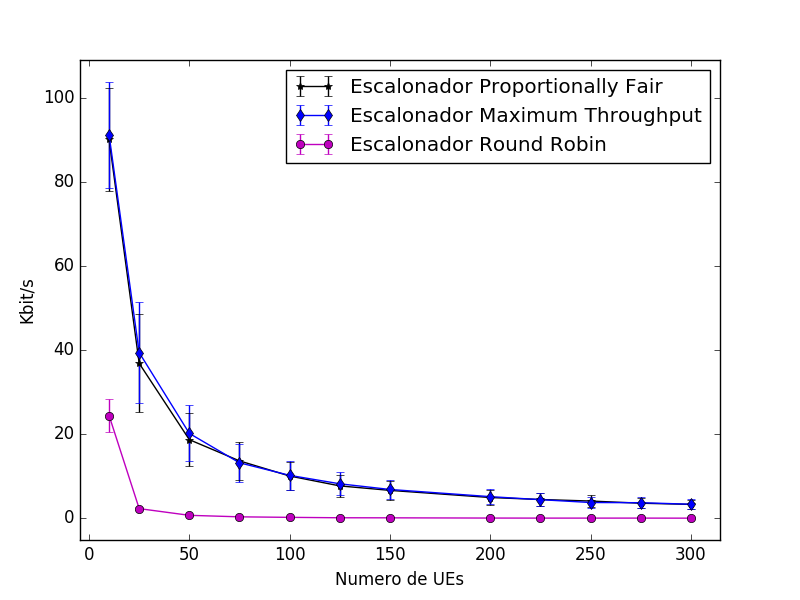 Escalonador Proportionally Fair
Escalonador Maximum Throughput
Escalonador Round Robin
100
80
60
40
20
0
Kbit/s
0 50 100 150 200 250 300
Numero de UEs